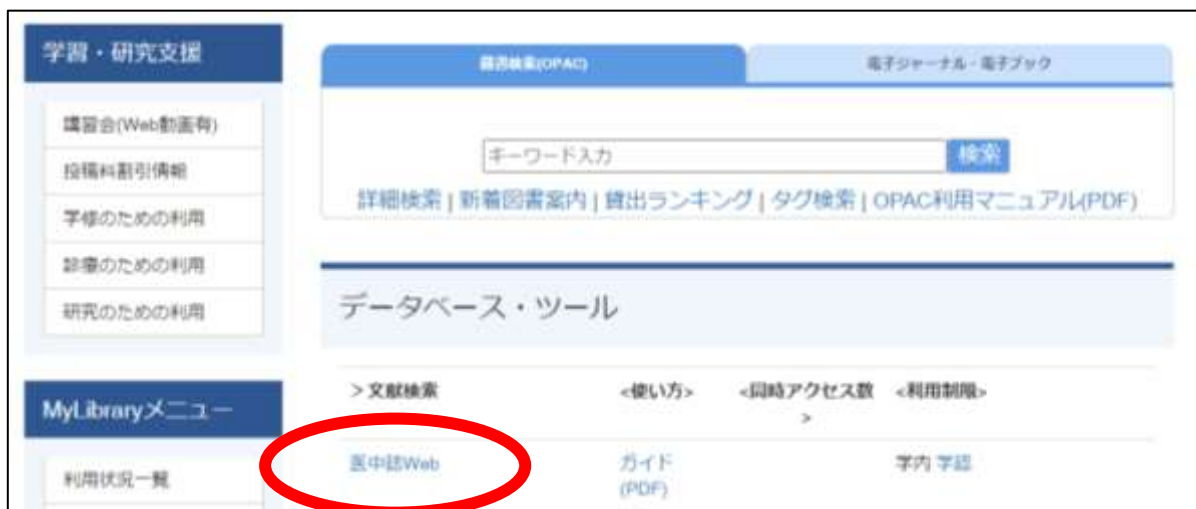 学習・研究支援
講習会(Web動画有)
投稿料割引情報
学修のための利用
診療のための利用
研究のための利用
MyLibraryメニュー
利用状況一覧
蔵書検索(OPAC)
電子ジャーナル・電子ブック
キーワード入力
検索
詳細検索 | 新着図書案内 | 貸出ランキング | タグ検索 | OPAC利用マニュアル(PDF)
データベース・ツール
>文献検索 <使い方> <同時アクセス数 <利用制限>
>
医中誌Web ガイド 学内 学認
(PDF)